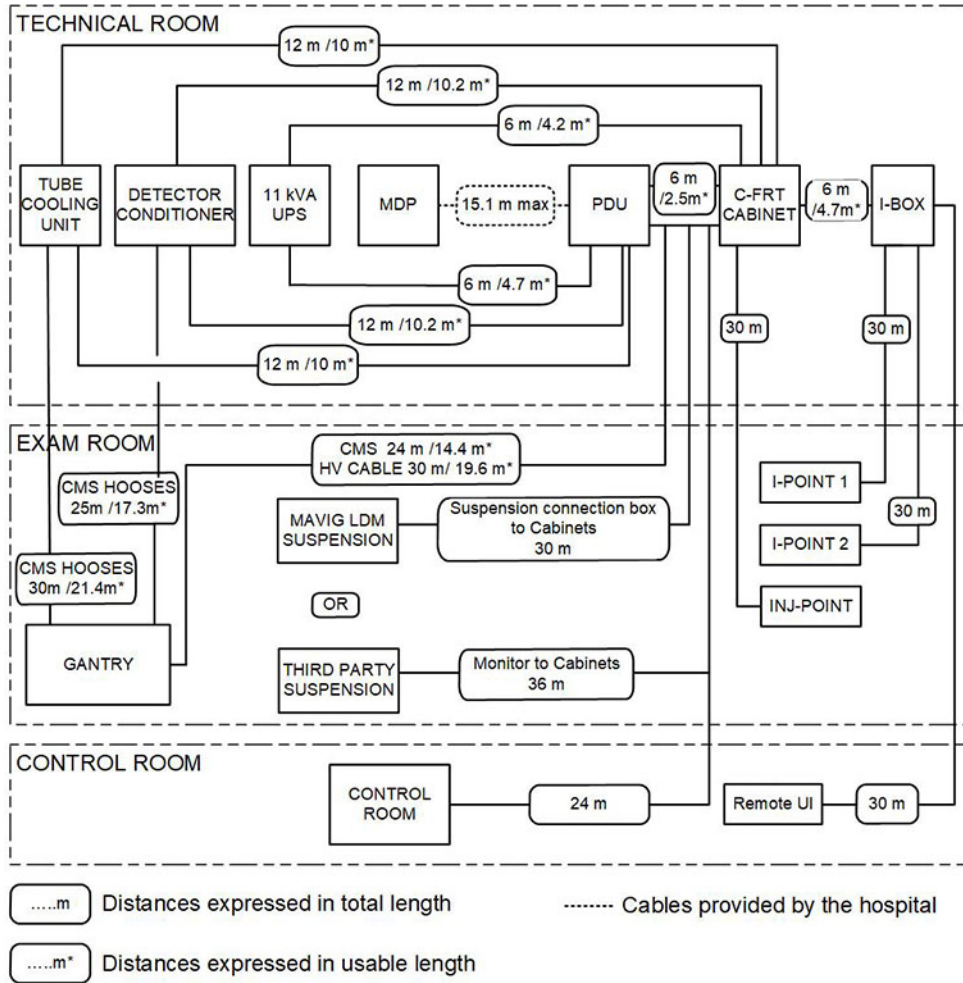 TECHNICAL ROOM
12 m /10 m*
12 m /10.2 m*
6 m /4.2 m*
TUBE
COOLING
UNIT
DETECTOR
CONDITIONER
11 kVA
UPS
MDP
15.1 m max
PDU
6 m
/2.5m*
C-FRT
CABINET
6 m
/4.7m*
I-BOX
6 m /4.7 m*
12 m /10.2 m*
12 m /10 m*
30 m
30 m
EXAM ROOM
CMS 24 m /14.4 m*
HV CABLE 30 m/ 19.6 m*
CMS HOOSES
25m /17.3m*
MAVIG LDM
SUSPENSION
Suspension connection box
to Cabinets
30 m
I-POINT 1
30 m
I-POINT 2
CMS HOOSES
30m /21.4m*
OR
INJ-POINT
GANTRY
THIRD PARTY
SUSPENSION
Monitor to Cabinets
36 m
CONTROL ROOM
CONTROL
ROOM
24 m
Remote UI
30 m
.....m
Distances expressed in total length
Cables provided by the hospital
.....m*
Distances expressed in usable length